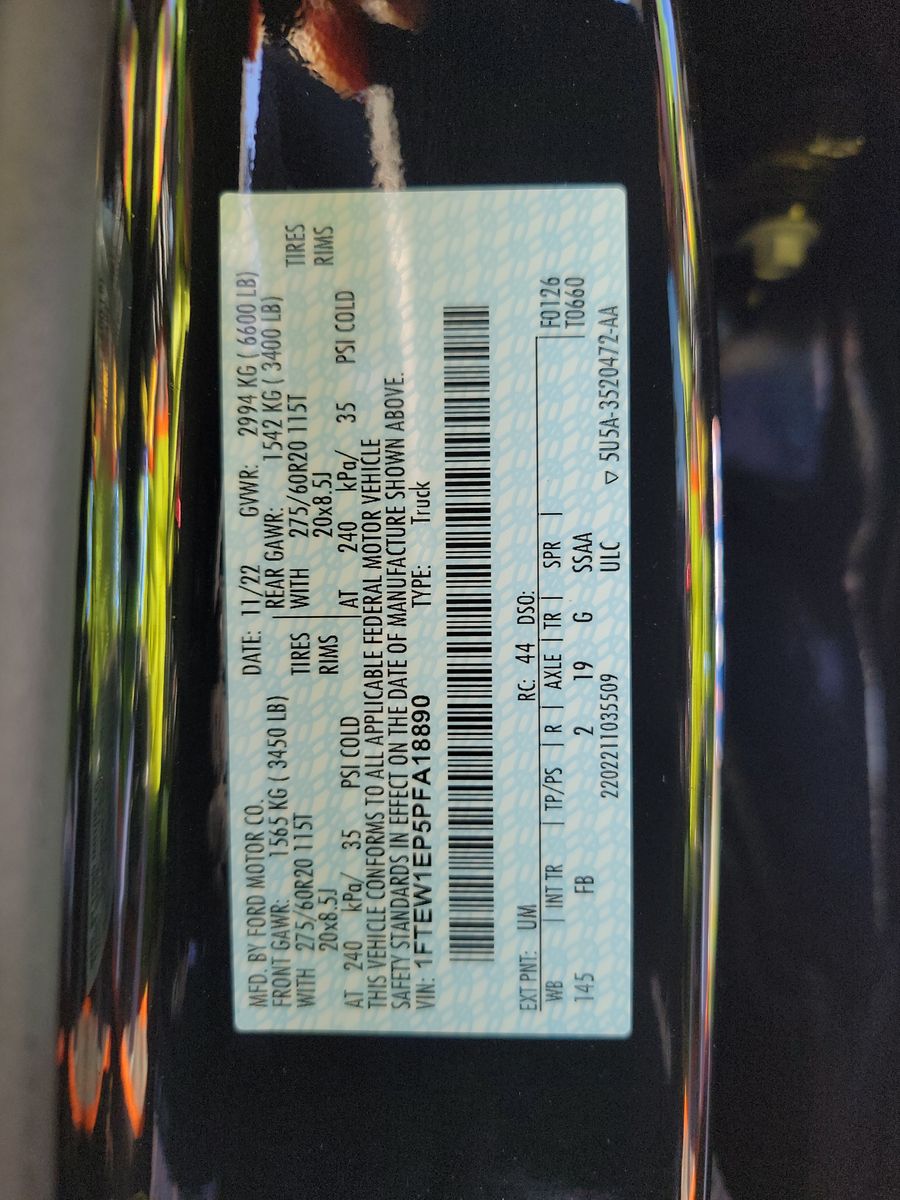 MFD. BY FORD MOTOR CO. DATE: 11/22 GVWR: 2994 KG ( 6600 LB)
FRONT GAWR: 1565 KG ( 3450 LB) REAR GAWR: 1542 KG ( 3400 LB)
WITH 275/60R20 115T TIRES WITH 275/60R20 115T TIRES
20x8.5J RIMS 20x8.5J RIMS
AT 240 kPa/ 35 PSI COLD AT 240 kPa/ 35 PSI COLD
THIS VEHICLE CONFORMS TO ALL APPLICABLE FEDERAL MOTOR VEHICLE
SAFETY STANDARDS IN EFFECT ON THE DATE OF MANUFACTURE SHOWN ABOVE.
VIN: 1FTEW1EP5PFA18890 TYPE: Truck
EXT PNT: UM RC: 44 DSO: F0126
WB | INT TR | TP/PS | R | AXLE | TR | SPR | T0660
145 FB 2 19 G SSAA
2202211035509 ULC ▽ 5U5A-3520472-AA